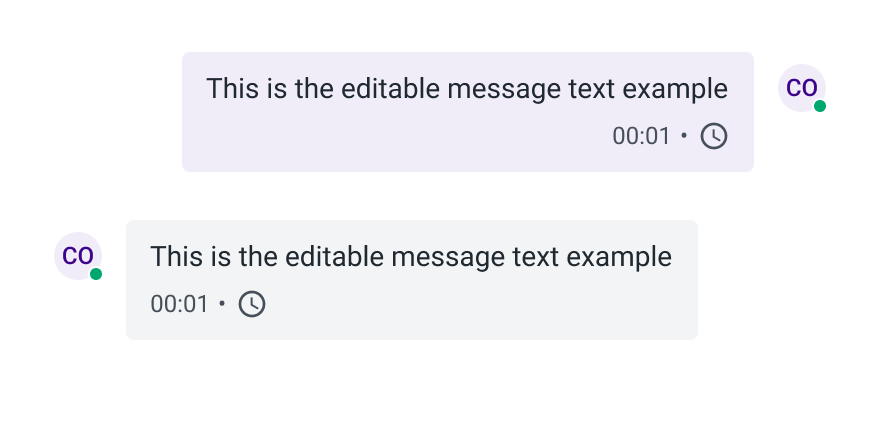 This is the editable message text example
CO
00:01 •
CO
This is the editable message text example
00:01 •